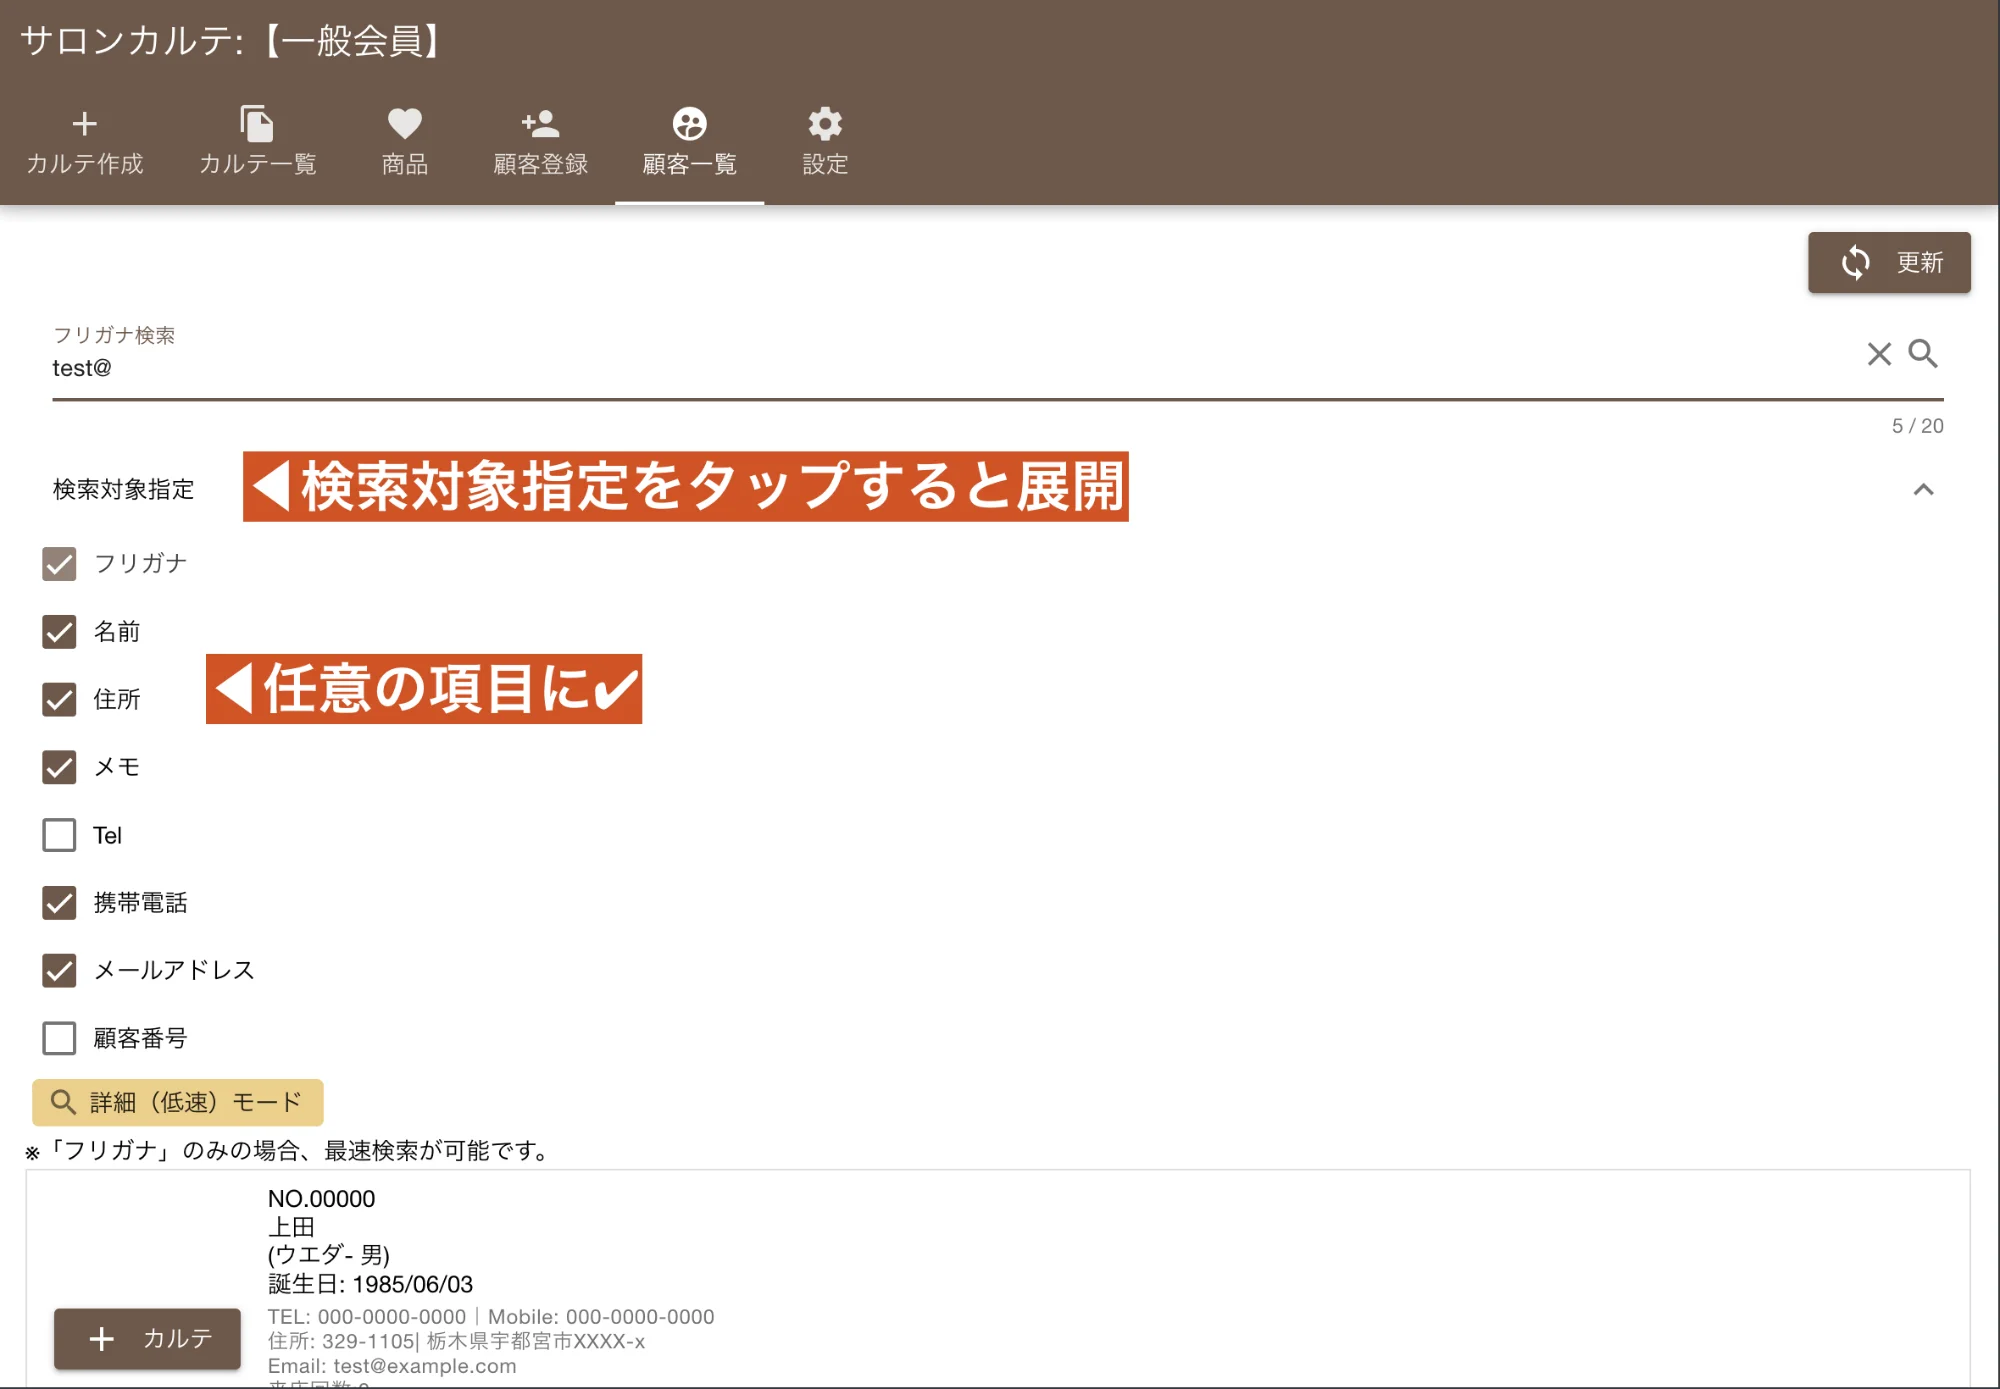 サロンカルテ:【一般会員】
カルテ作成
カルテ一覧
商品
顧客登録
顧客一覧
設定
更新
フリガナ検索
test@
5 / 20
検索対象指定
◀検索対象指定をタップすると展開
フリガナ
名前
住所
◀任意の項目に✔
メモ
Tel
携帯電話
メールアドレス
顧客番号
詳細（低速）モード
※「フリガナ」のみの場合、最速検索が可能です。
NO.00000
上田
(ウエダ- 男)
誕生日: 1985/06/03
TEL: 000-0000-0000｜Mobile: 000-0000-0000
住所: 329-1105| 栃木県宇都宮市XXXX-x
Email: test@example.com
カルテ